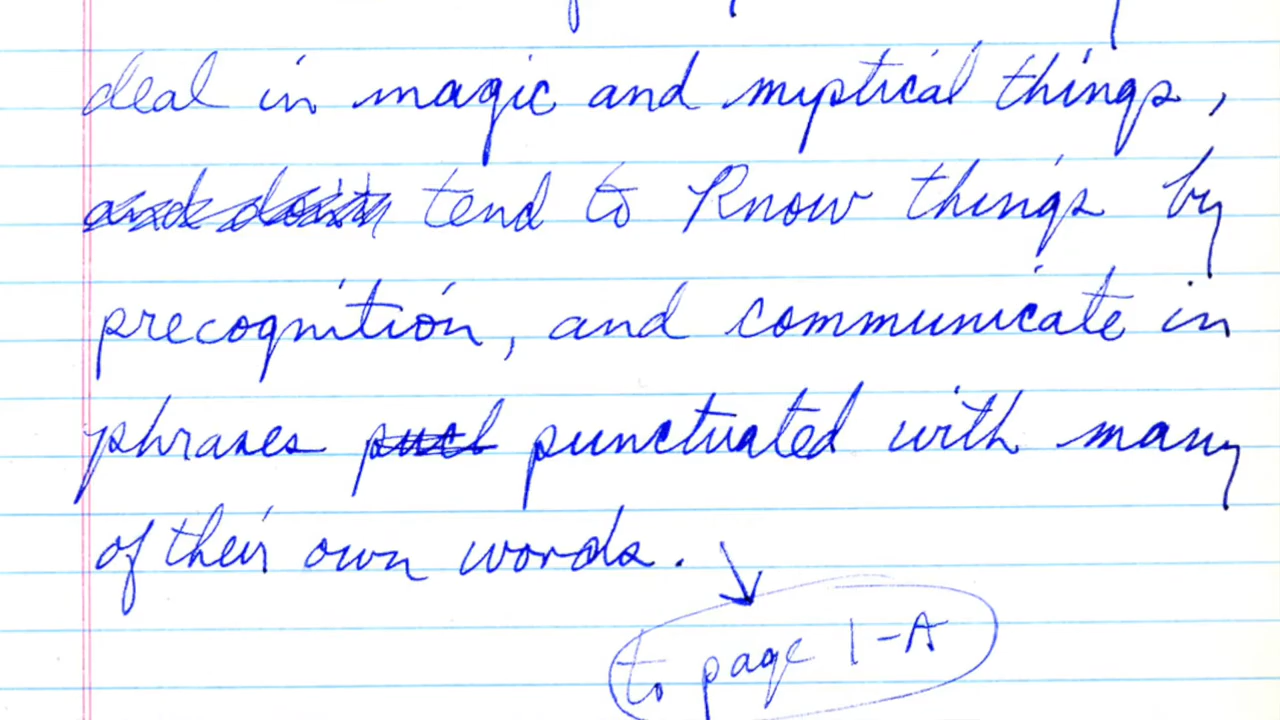 deal in magic and mystical things,
tend to know things by
precognition, and communicate in
phrases punctuated with many
of their own words.
to page 1-A